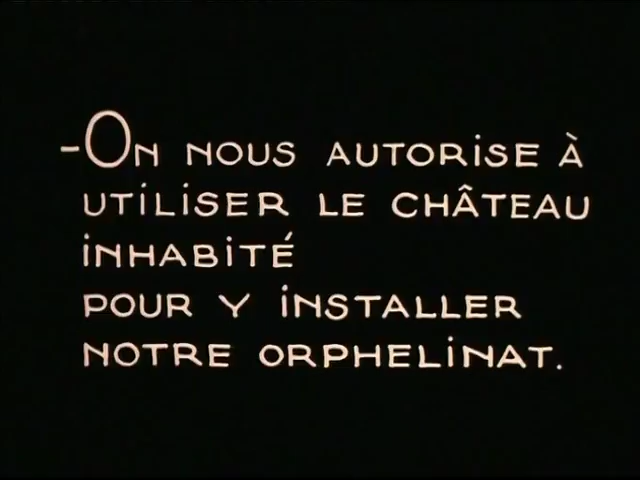 -On nous autorise à
utiliser le château
inhabité
pour y installer
notre orphelinat.